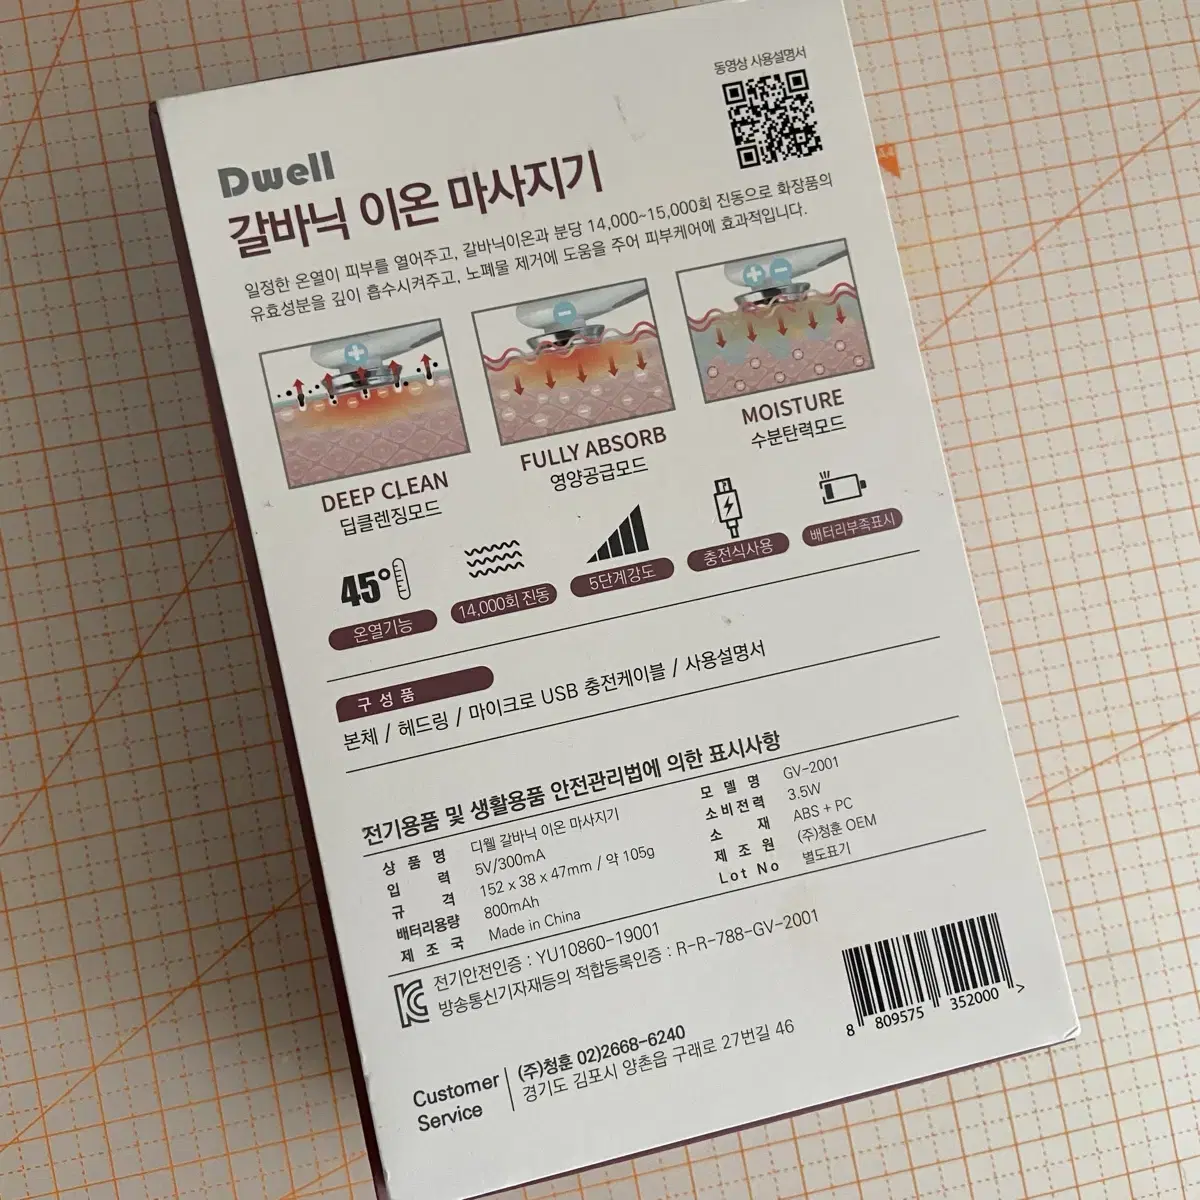 동영상 사용설명서
Dwell
갈바닉 이온 마사지기
일정한 온열이 피부를 열어주고, 갈바닉이온과 분당 14,000~15,000회 진동으로 화장품의
유효성분을 깊이 흡수시켜주고, 노폐물 제거에 도움을 주어 피부케어에 효과적입니다.
DEEP CLEAN
딥클렌징모드
FULLY ABSORB
영양공급모드
MOISTURE
수분탄력모드
45°
온열기능
14,000회 진동
5단계강도
충전식사용
배터리부족표시
구성품
본체 / 헤드링 / 마이크로 USB 충전케이블 / 사용설명서
전기용품 및 생활용품 안전관리법에 의한 표시사항
상품명 디웰 갈바닉 이온 마사지기
입력 5V/300mA
규격 152 x 38 x 47mm / 약 105g
배터리용량 800mAh
제조국 Made in China
모델명 GV-2001
소비전력 3.5W
소재 ABS + PC
제조원 (주)청훈 OEM
Lot No 별도표기
전기안전인증 : YU10860-19001
방송통신기자재등의 적합등록인증 : R-R-788-GV-2001
8 809575 352000 >
Customer Service
(주)청훈 02)2668-6240
경기도 김포시 양촌읍 구래로 27번길 46